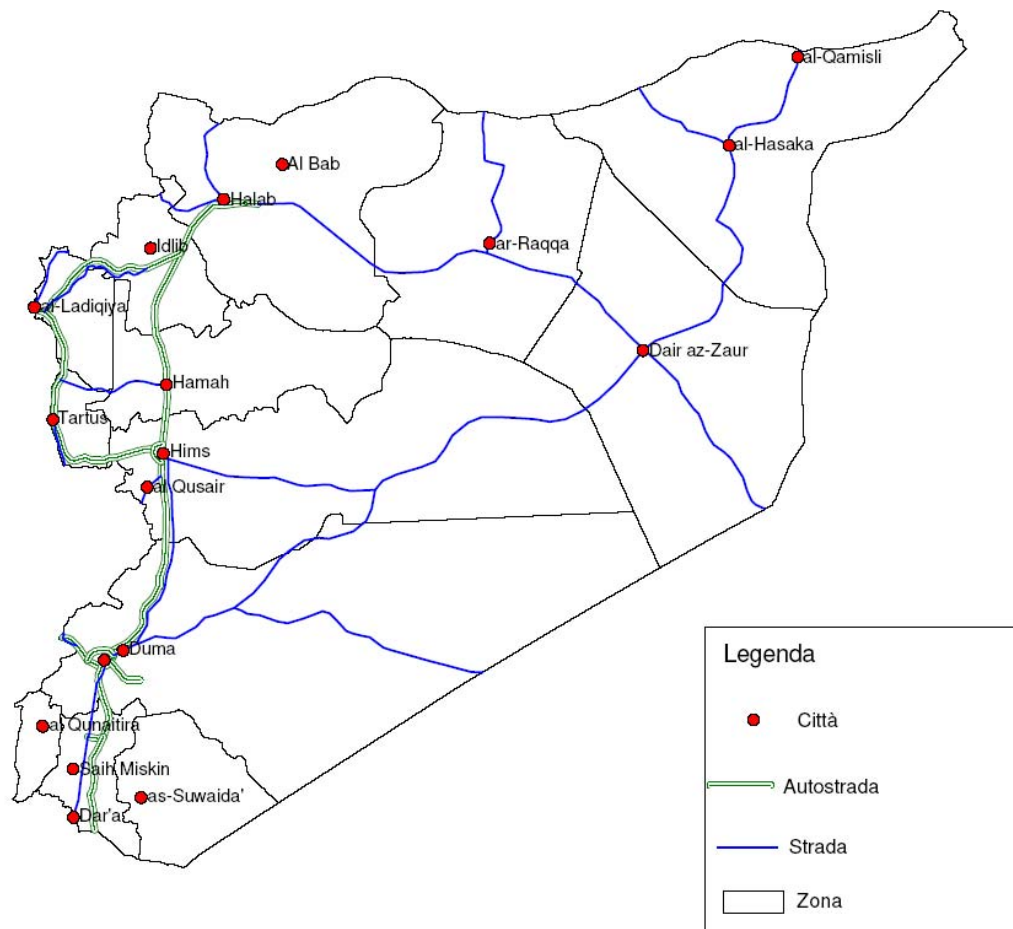 al-Qamisli
al-Hasaka
Al Bab
Halab
Idlib
ar-Raqqa
al-Ladiqiya
Dair az-Zaur
Hamah
Tartus
Hims
al Qusair
Duma
al Qunaitira
Saih Miskin
as-Suwaida'
Dar'a
Legenda
Città
Autostrada
Strada
Zona